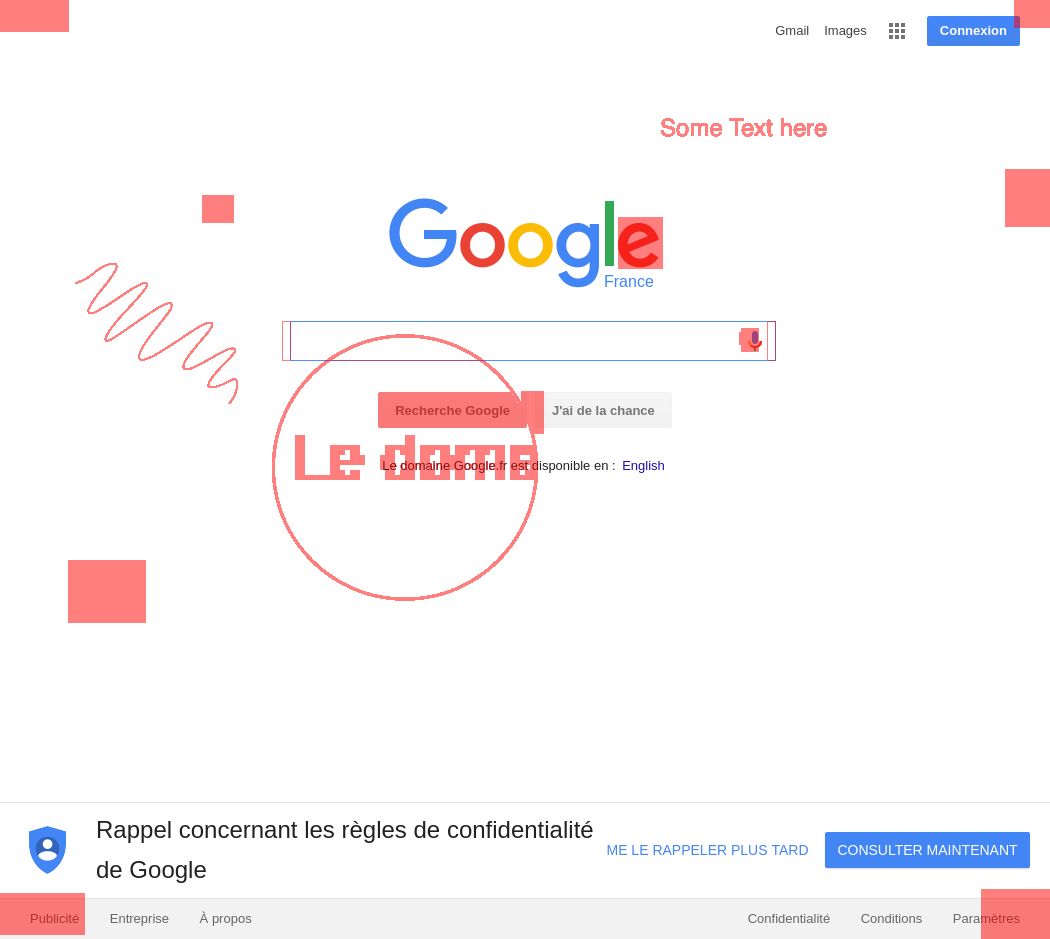 Gmail Images Connexion
Some Text here
Google
France
Recherche Google J'ai de la chance
Le dome
Le domaine Google.fr est disponible en : English
Rappel concernant les règles de confidentialité
de Google
ME LE RAPPELER PLUS TARD CONSULTER MAINTENANT
Publicité Entreprise À propos Confidentialité Conditions Paramètres